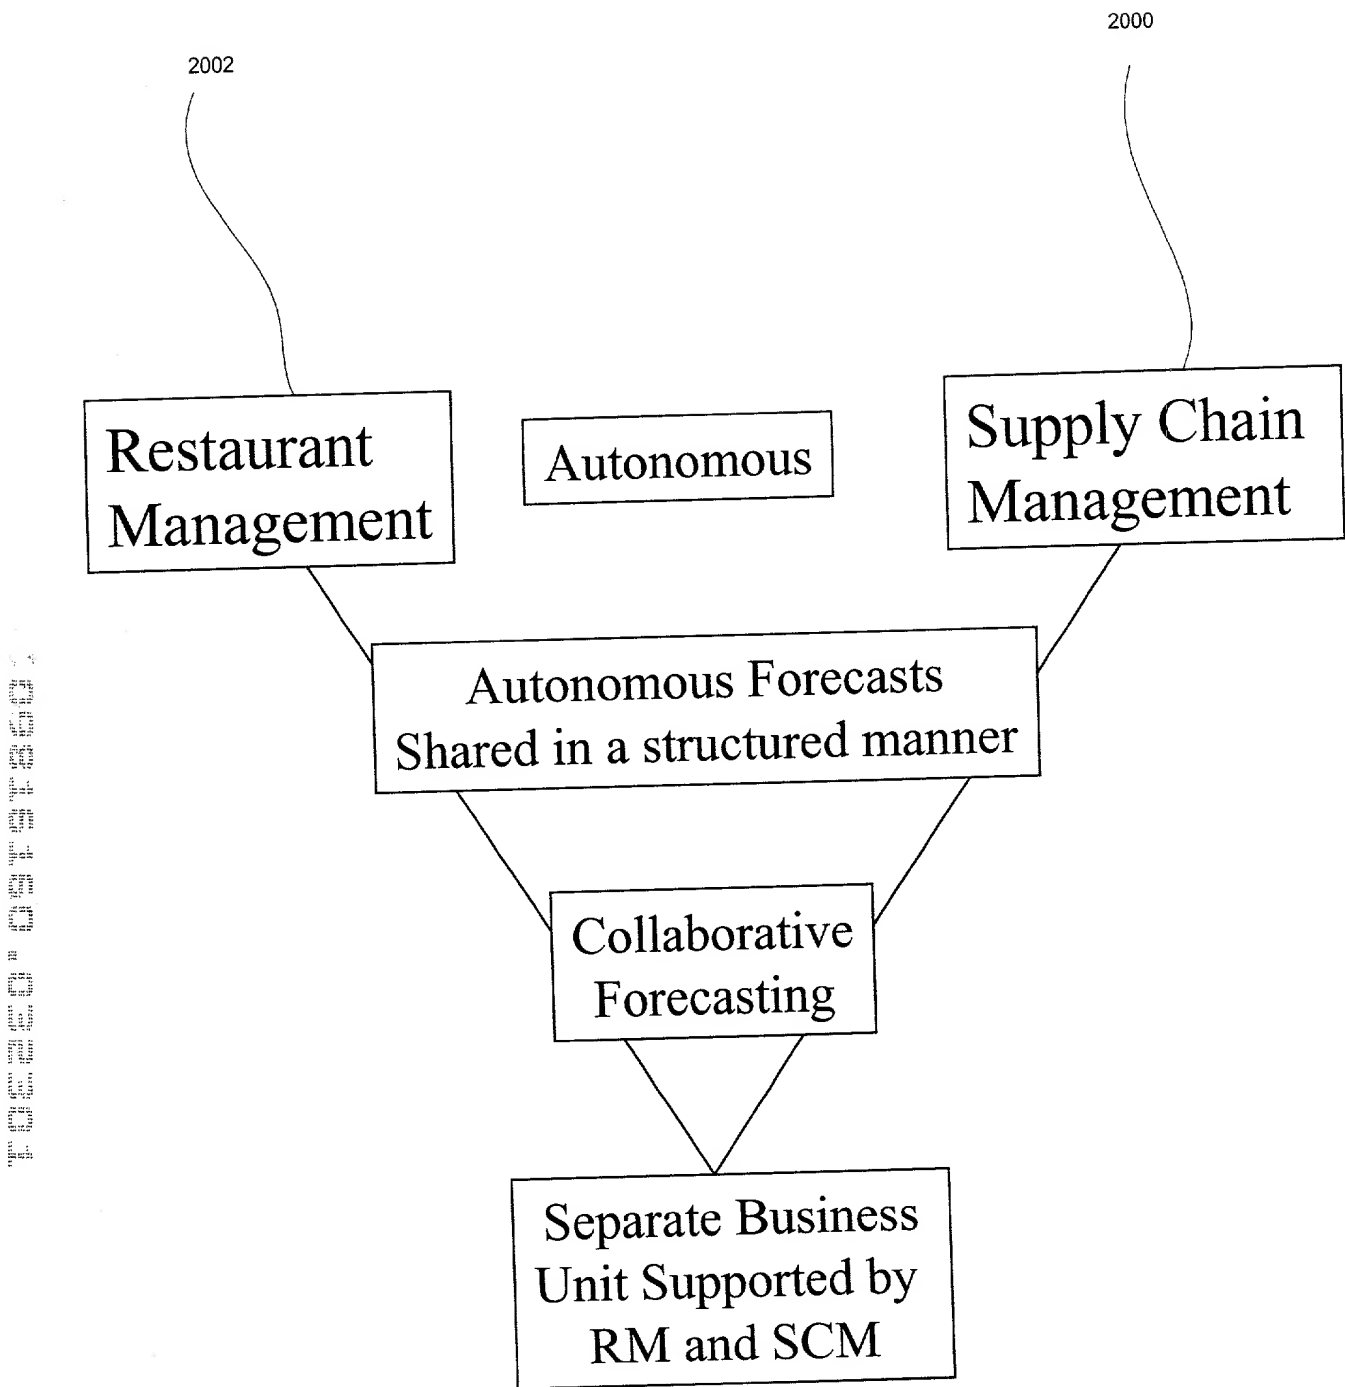 2000
2002
Restaurant
Management
Autonomous
Supply Chain
Management
Autonomous Forecasts
Shared in a structured manner
Collaborative
Forecasting
Separate Business
Unit Supported by
RM and SCM